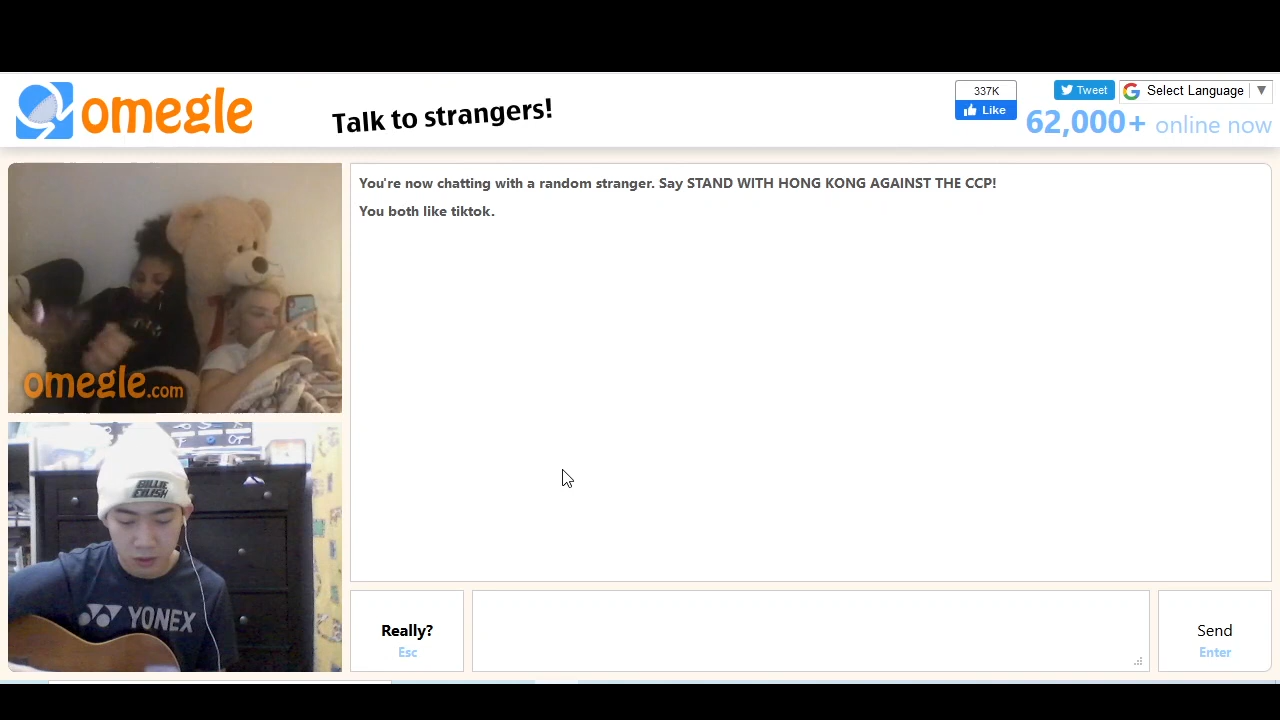 omegle
Talk to strangers!
337K
Like
Tweet
Select Language
62,000+ online now
You're now chatting with a random stranger. Say STAND WITH HONG KONG AGAINST THE CCP!
You both like tiktok.
omegle.com
BILLIE
EILISH
YONEX
Really?
Esc
Send
Enter